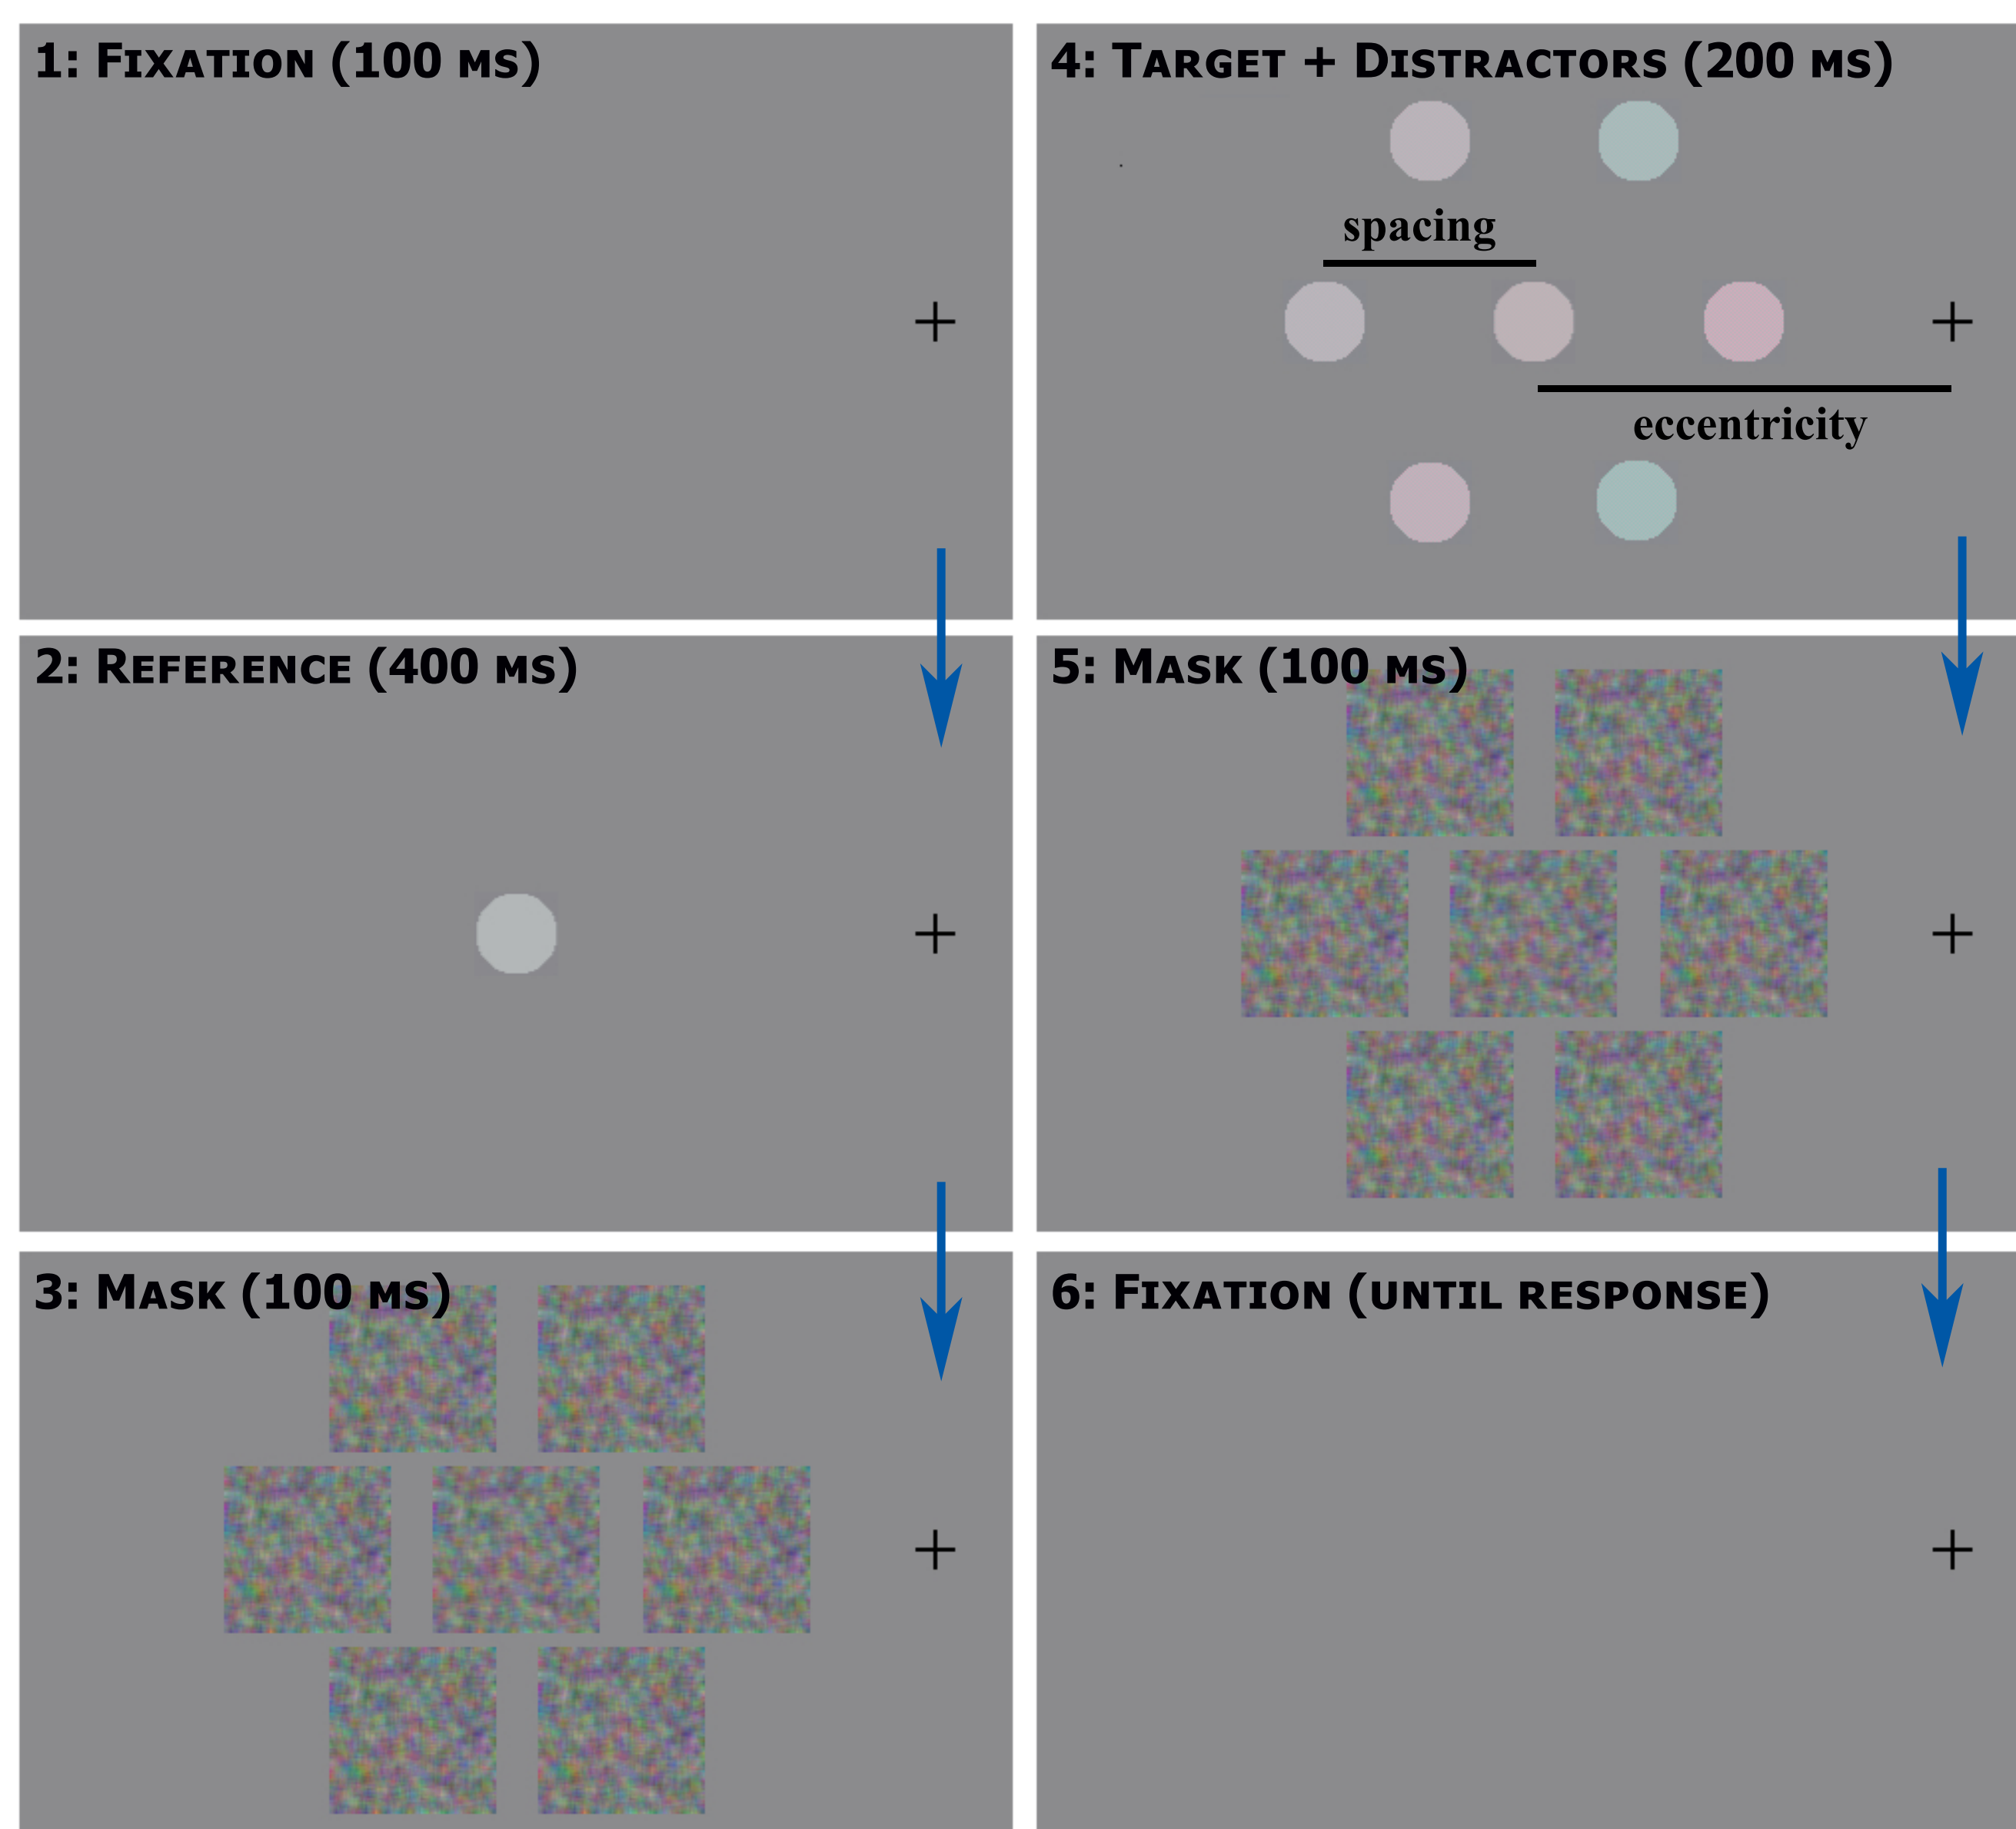 1: Fixation (100 ms)
2: Reference (400 ms)
3: Mask (100 ms)
4: Target + Distractors (200 ms)
spacing
eccentricity
5: Mask (100 ms)
6: Fixation (until response)